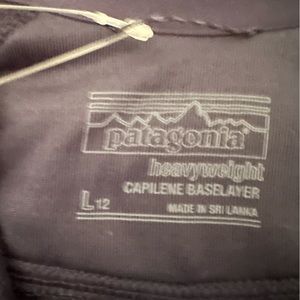 patagonia®
heavyweight
CAPILENE BASELAYER
L 12
MADE IN SRI LANKA